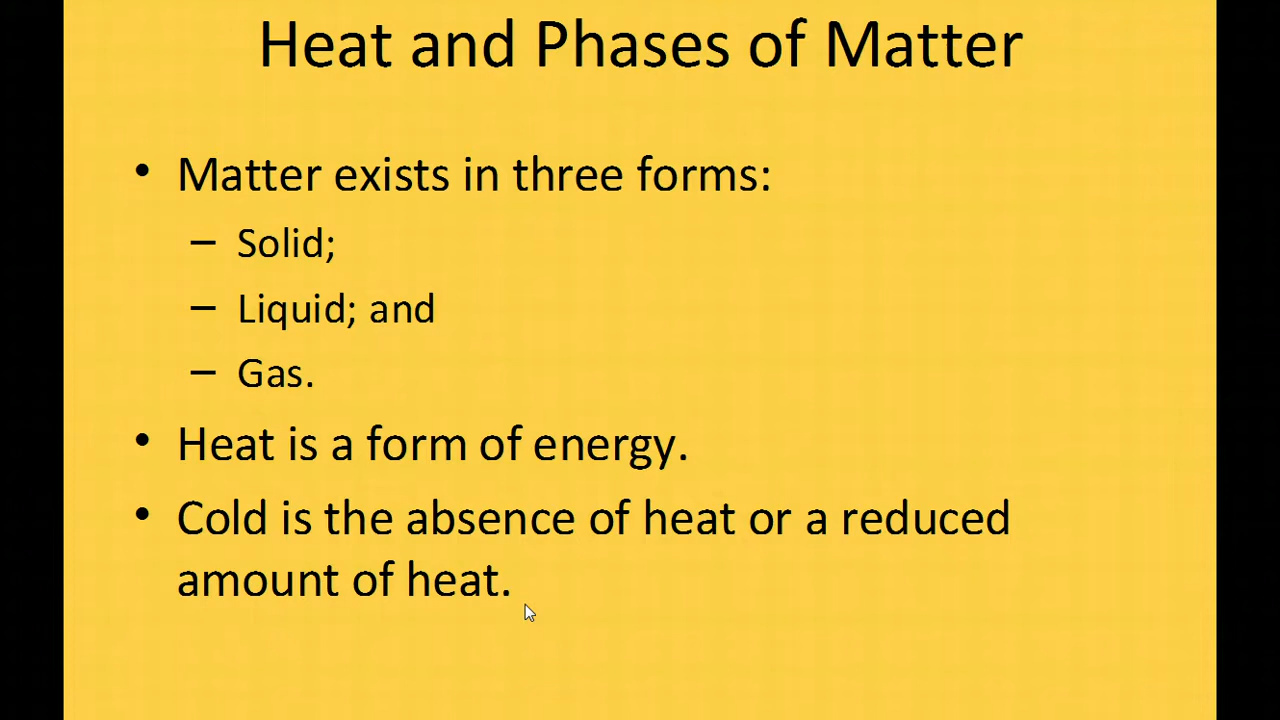 Heat and Phases of Matter
• Matter exists in three forms:
– Solid;
– Liquid; and
– Gas.
• Heat is a form of energy.
• Cold is the absence of heat or a reduced
amount of heat.